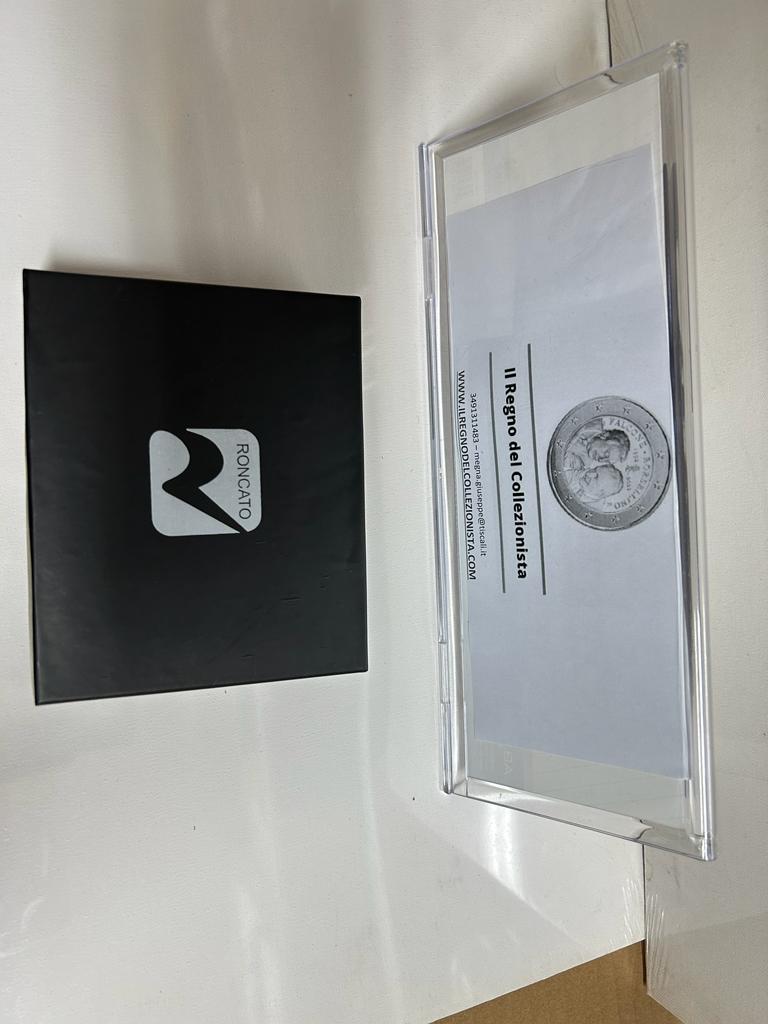 RONCATO
FALCONE - BORSELLINO
Il Regno del Collezionista
3491311483 – megna.giuseppe@tiscali.it
WWW.ILREGNODELCOLLEZIONISTA.COM